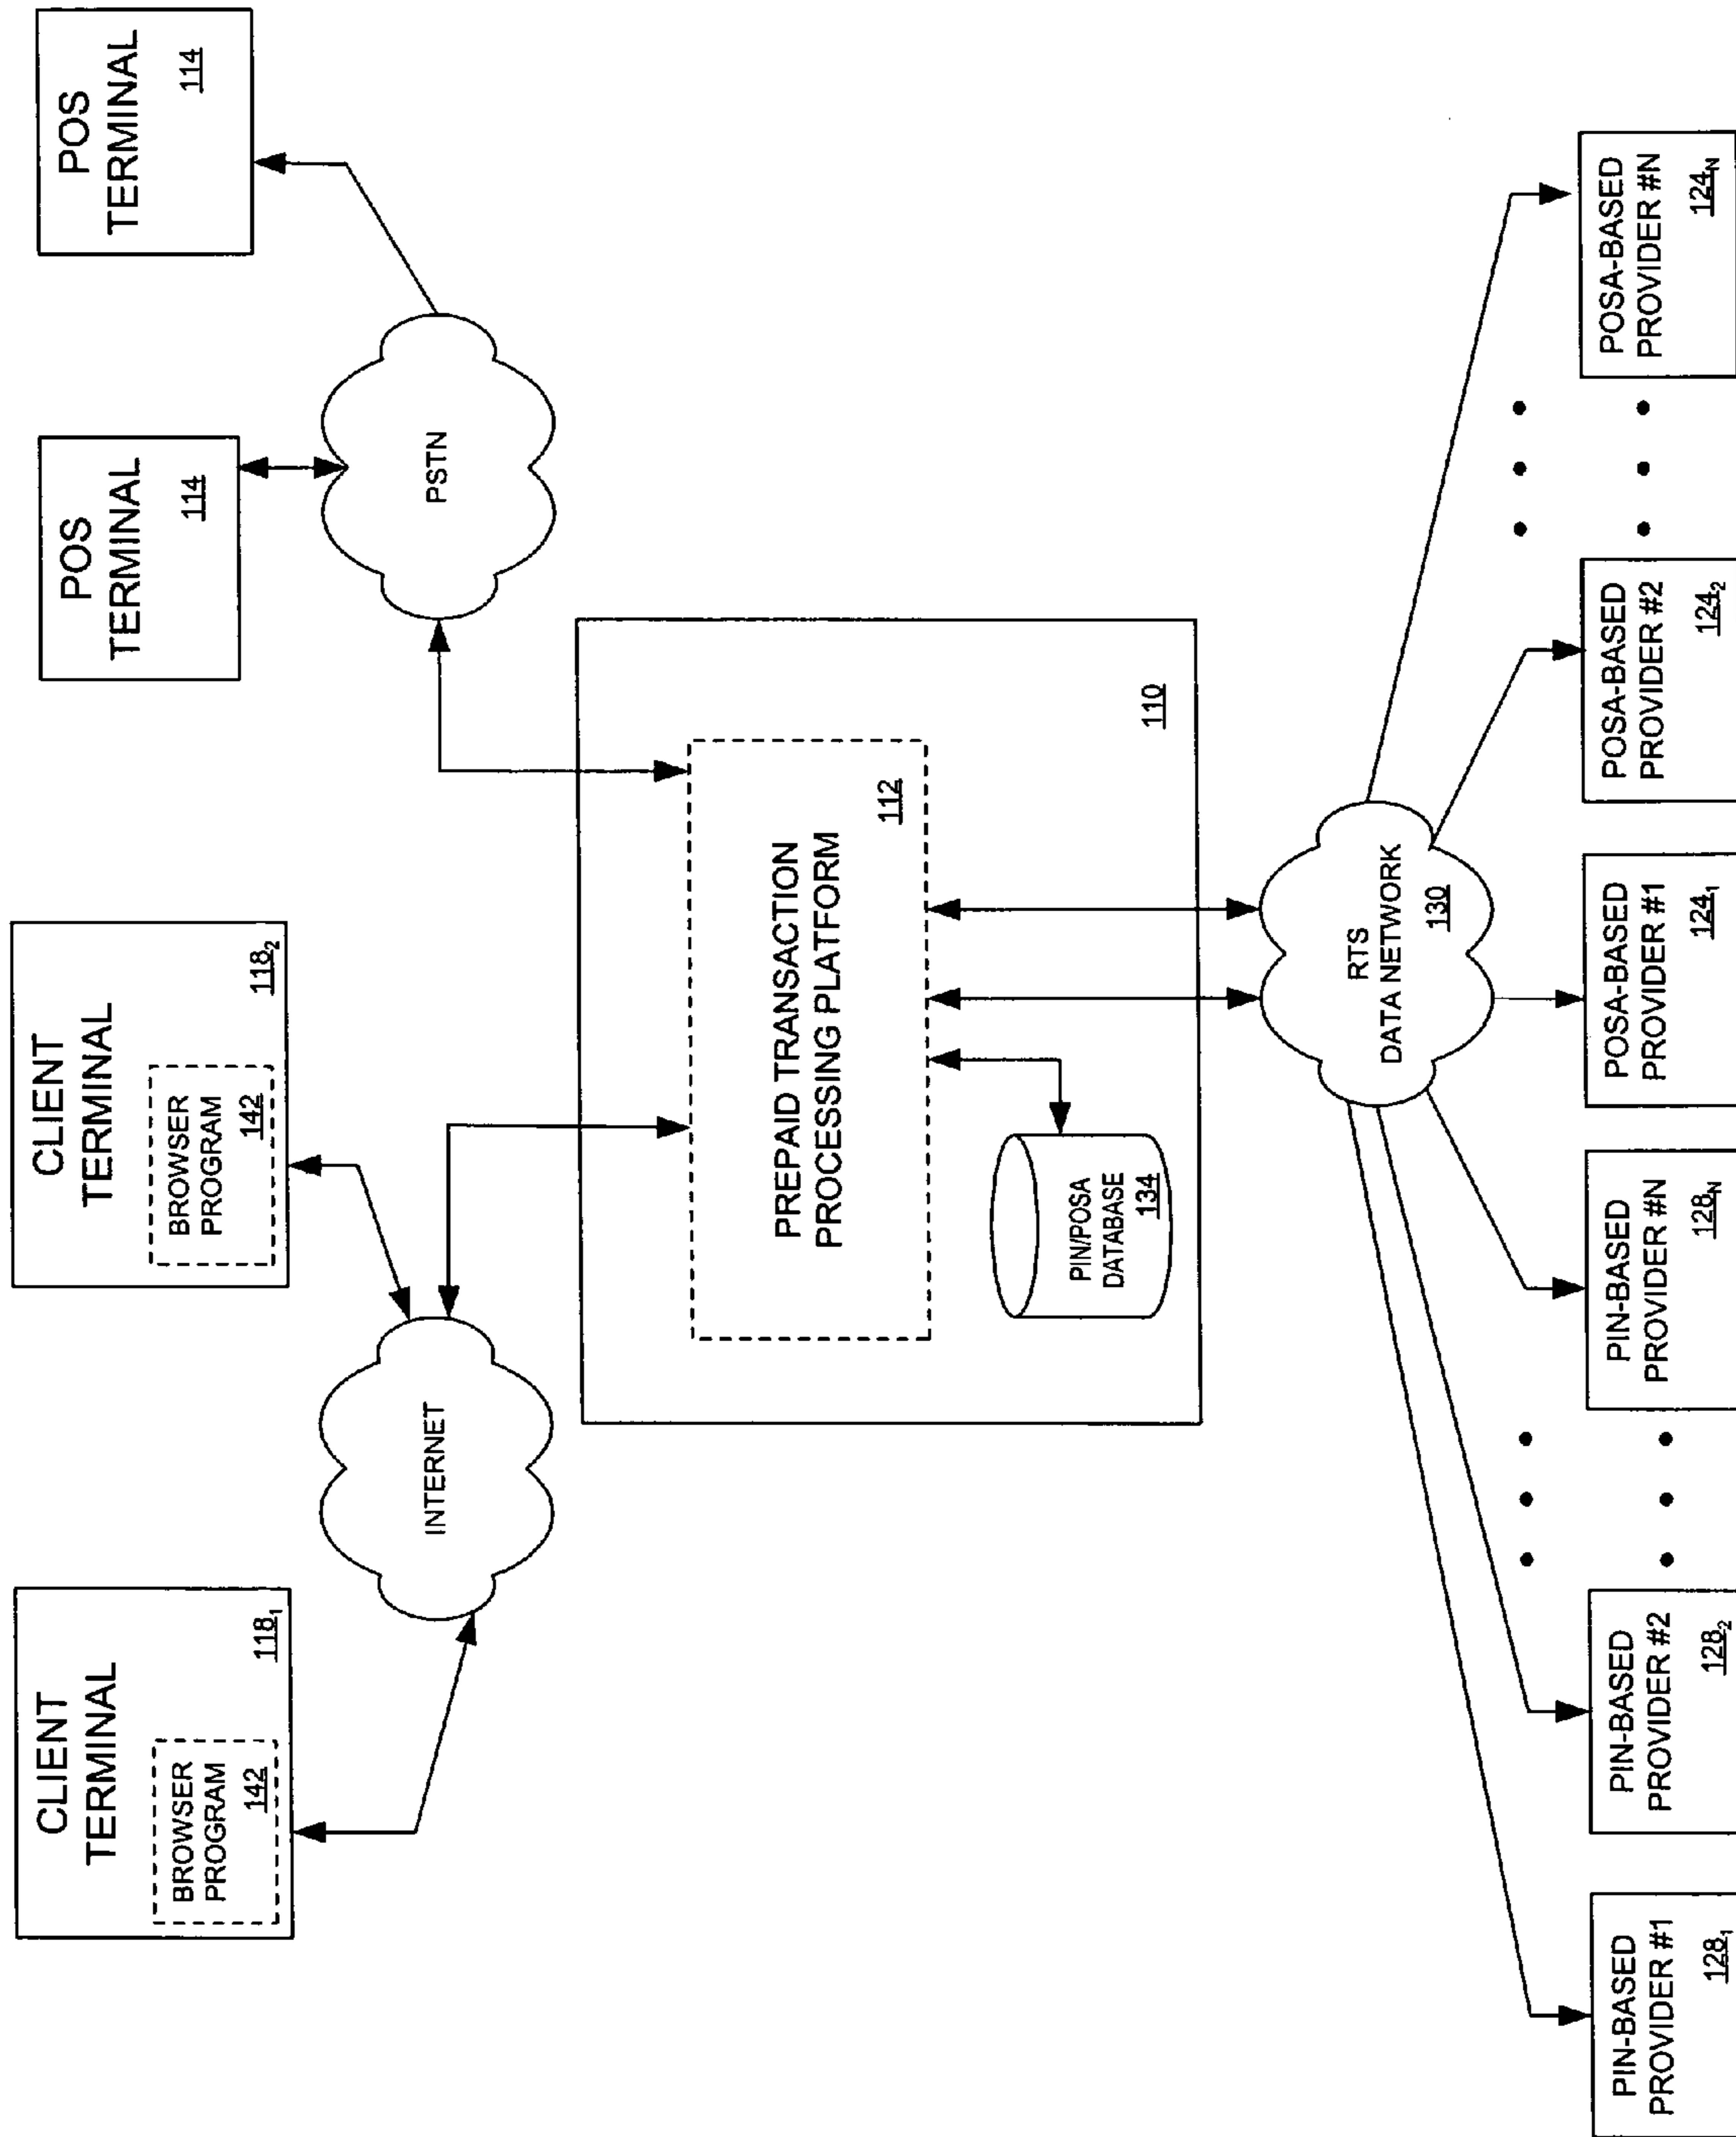 CLIENT
TERMINAL
BROWSER
PROGRAM
142
118₁
CLIENT
TERMINAL
BROWSER
PROGRAM
142
118₂
POS
TERMINAL
114
POS
TERMINAL
114
INTERNET
PSTN
PREPAID TRANSACTION
PROCESSING PLATFORM
112
PIN/POSA
DATABASE
134
110
RTS
DATA NETWORK
130
PIN-BASED
PROVIDER #1
128₁
PIN-BASED
PROVIDER #2
128₂
PIN-BASED
PROVIDER #N
128ₙ
POSA-BASED
PROVIDER #1
124₁
POSA-BASED
PROVIDER #2
124₂
POSA-BASED
PROVIDER #N
124ₙ